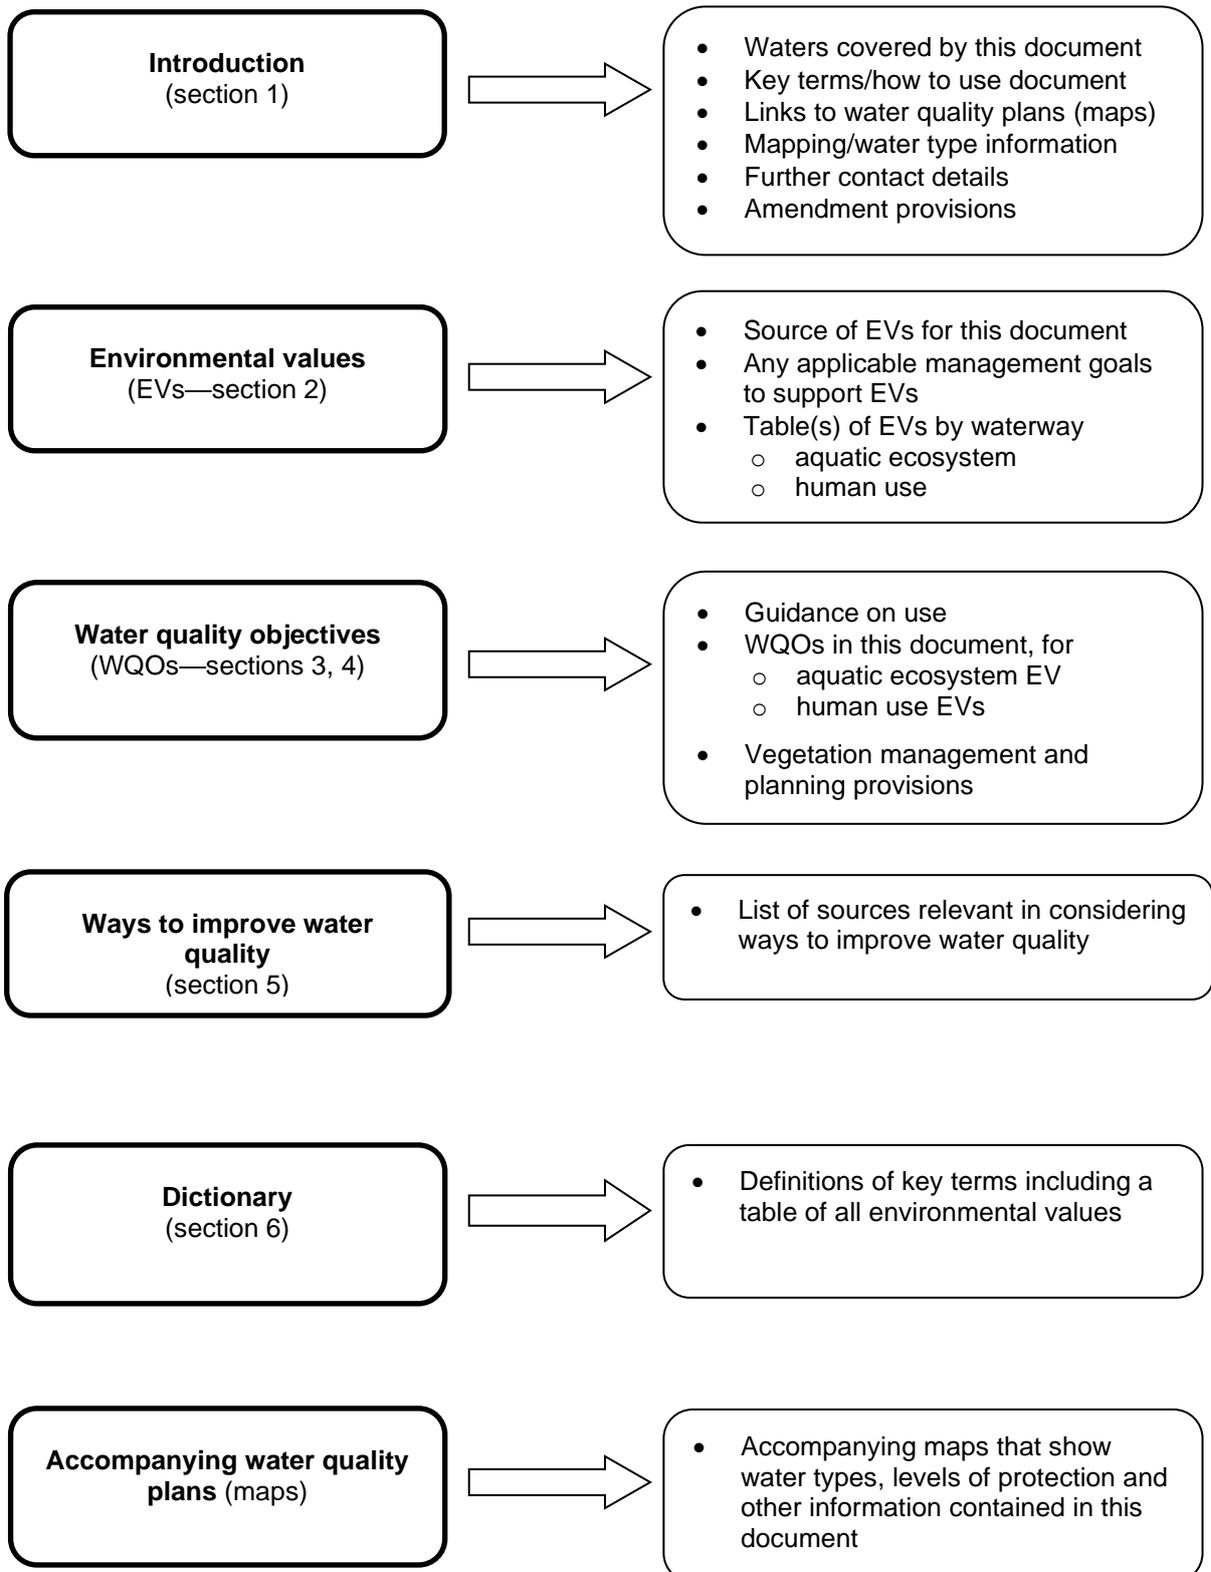 Introduction
(section 1)
• Waters covered by this document
• Key terms/how to use document
• Links to water quality plans (maps)
• Mapping/water type information
• Further contact details
• Amendment provisions
Environmental values
(EVs—section 2)
• Source of EVs for this document
• Any applicable management goals
to support EVs
• Table(s) of EVs by waterway
o aquatic ecosystem
o human use
Water quality objectives
(WQOs—sections 3, 4)
• Guidance on use
• WQOs in this document, for
o aquatic ecosystem EV
o human use EVs
• Vegetation management and
planning provisions
Ways to improve water
quality
(section 5)
• List of sources relevant in considering
ways to improve water quality
Dictionary
(section 6)
• Definitions of key terms including a
table of all environmental values
Accompanying water quality
plans (maps)
• Accompanying maps that show
water types, levels of protection and
other information contained in this
document